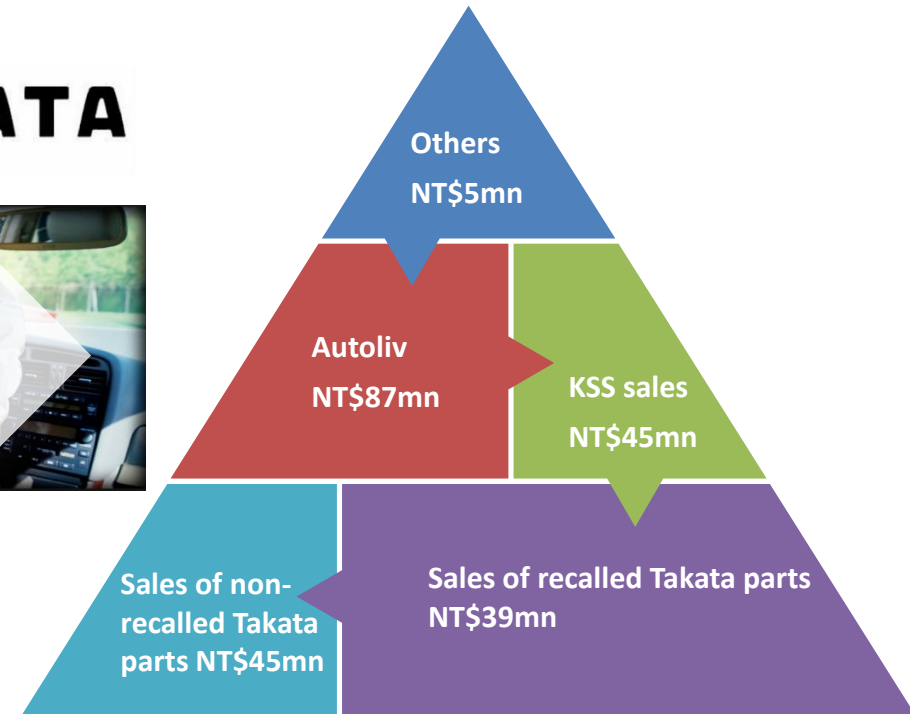 ATA
Others
NT$5mn
Autoliv
NT$87mn
KSS sales
NT$45mn
Sales of non-
recalled Takata
parts NT$45mn
Sales of recalled Takata parts
NT$39mn